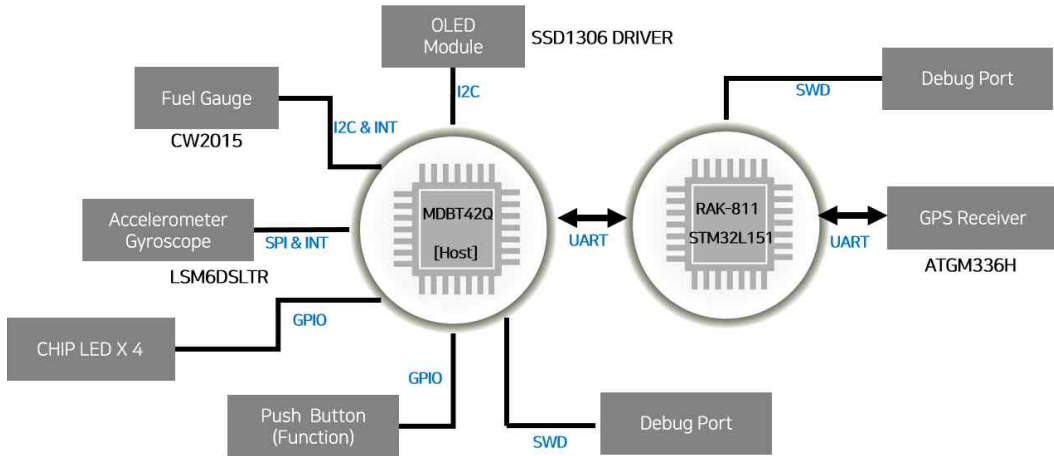 OLED
Module
SSD1306 DRIVER
I2C
Fuel Gauge
I2C & INT
CW2015
Accelerometer
Gyroscope
SPI & INT
LSM6DSLTR
MDBT42Q
[Host]
UART
RAK-811
STM32L151
SWD
Debug Port
UART
GPS Receiver
ATGM336H
CHIP LED X 4
GPIO
GPIO
Push Button
(Function)
SWD
Debug Port